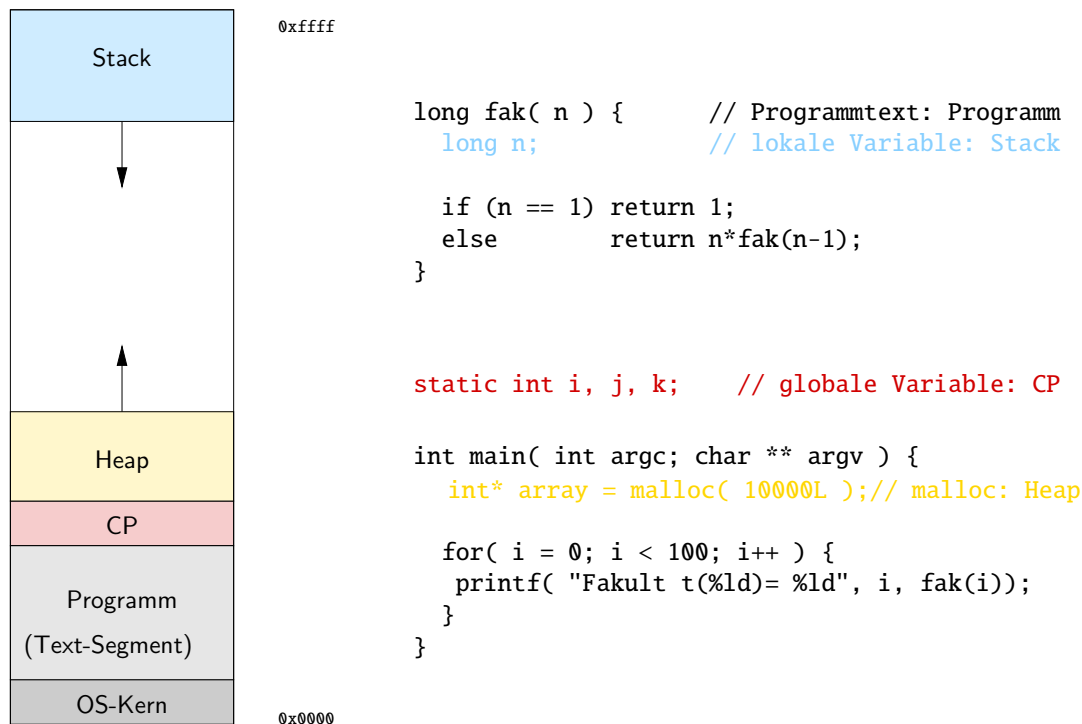 Stack
0xffff
long fak( n ) {      // Programmtext: Programm
  long n;            // lokale Variable: Stack
  if (n == 1) return 1;
  else        return n*fak(n-1);
}
static int i, j, k;    // globale Variable: CP
Heap
int main( int argc; char ** argv ) {
  int* array = malloc( 10000L );// malloc: Heap
CP
  for( i = 0; i < 100; i++ ) {
   printf( "Fakult t(%ld)= %ld", i, fak(i));
  }
}
Programm
(Text-Segment)
OS-Kern
0x0000